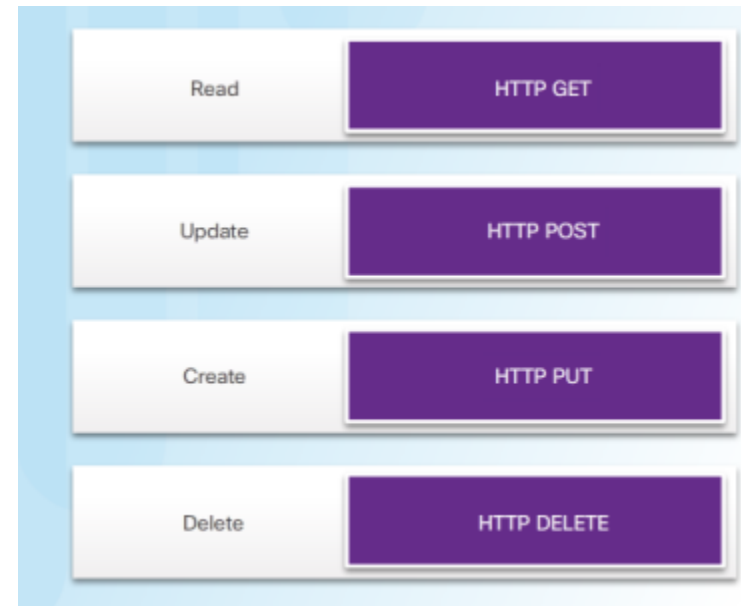 Read HTTP GET
Update HTTP POST
Create HTTP PUT
Delete HTTP DELETE